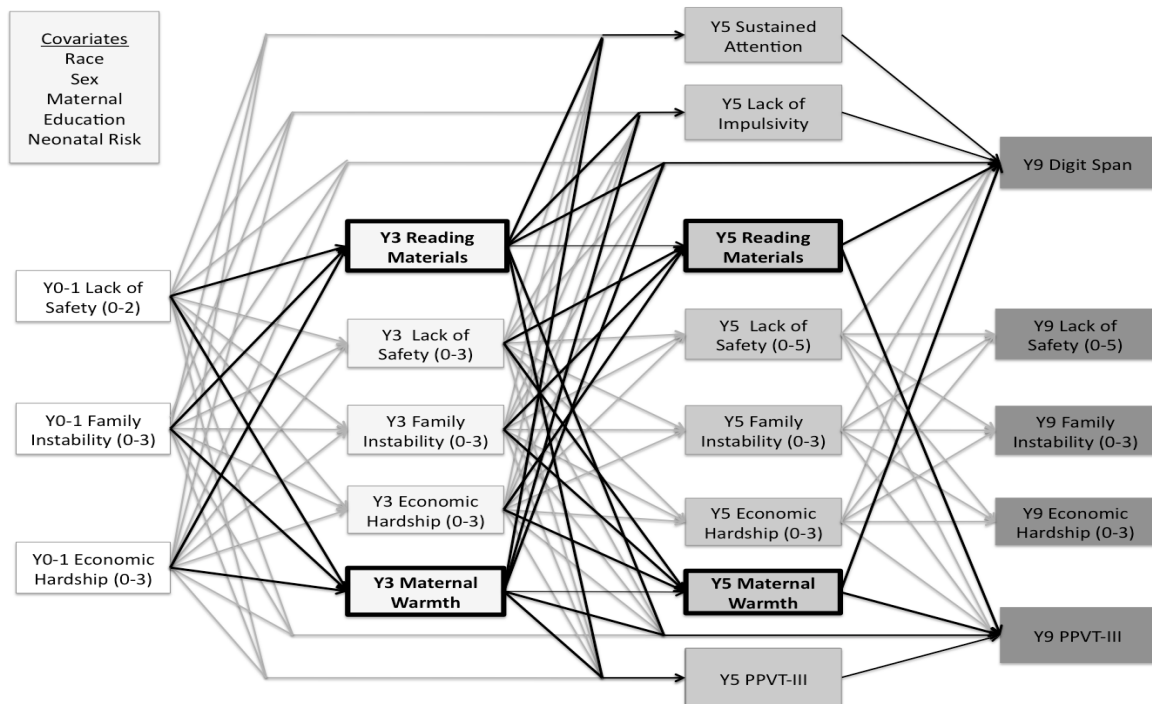 Covariates
Race
Sex
Maternal
Education
Neonatal Risk
Y0-1 Lack of
Safety (0-2)
Y0-1 Family
Instability (0-3)
Y0-1 Economic
Hardship (0-3)
Y3 Reading
Materials
Y3 Lack of
Safety (0-3)
Y3 Family
Instability (0-3)
Y3 Economic
Hardship (0-3)
Y3 Maternal
Warmth
Y5 Sustained
Attention
Y5 Lack of
Impulsivity
Y5 Reading
Materials
Y5 Lack of
Safety (0-5)
Y5 Family
Instability (0-3)
Y5 Economic
Hardship (0-3)
Y5 Maternal
Warmth
Y5 PPVT-III
Y9 Digit Span
Y9 Lack of
Safety (0-5)
Y9 Family
Instability (0-3)
Y9 Economic
Hardship (0-3)
Y9 PPVT-III